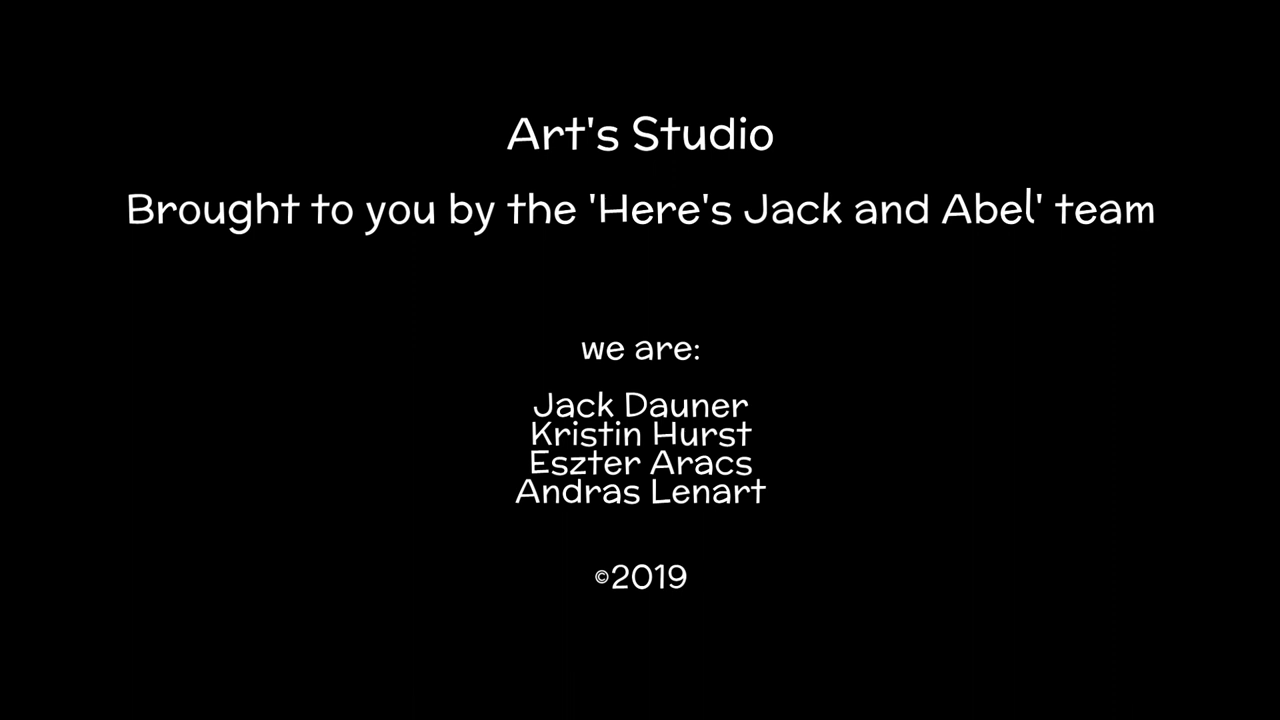 Art's Studio
Brought to you by the 'Here's Jack and Abel' team
we are:
Jack Dauner
Kristin Hurst
Eszter Aracs
Andras Lenart
©2019